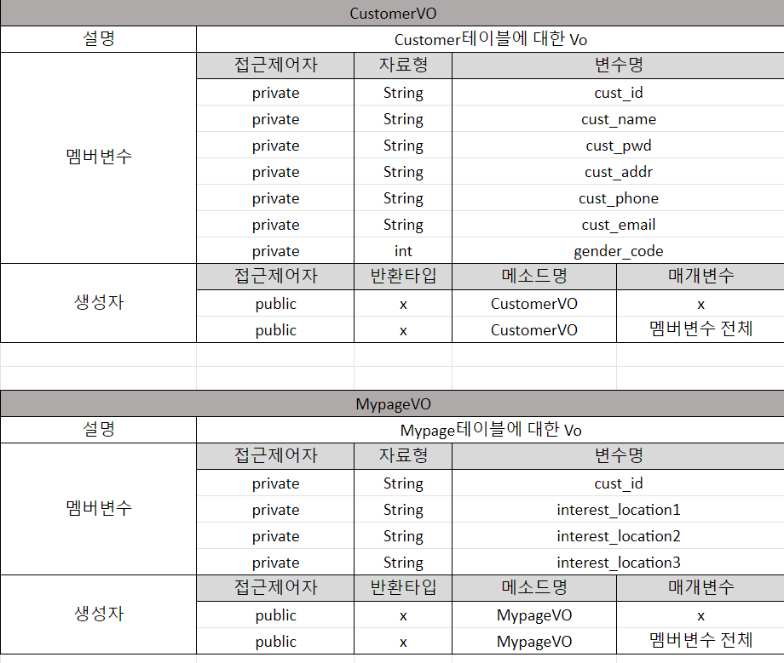 CustomerVO
설명 Customer테이블에 대한 Vo
접근제어자 자료형 변수명
private String cust_id
private String cust_name
private String cust_pwd
멤버변수
private String cust_addr
private String cust_phone
private String cust_email
private int gender_code
접근제어자 반환타입 메소드명 매개변수
생성자 public x CustomerVO x
public x CustomerVO 멤버변수 전체
MypageVO
설명 Mypage테이블에 대한 Vo
접근제어자 자료형 변수명
private String cust_id
멤버변수 private String interest_location1
private String interest_location2
private String interest_location3
접근제어자 반환타입 메소드명 매개변수
생성자 public x MypageVO x
public x MypageVO 멤버변수 전체